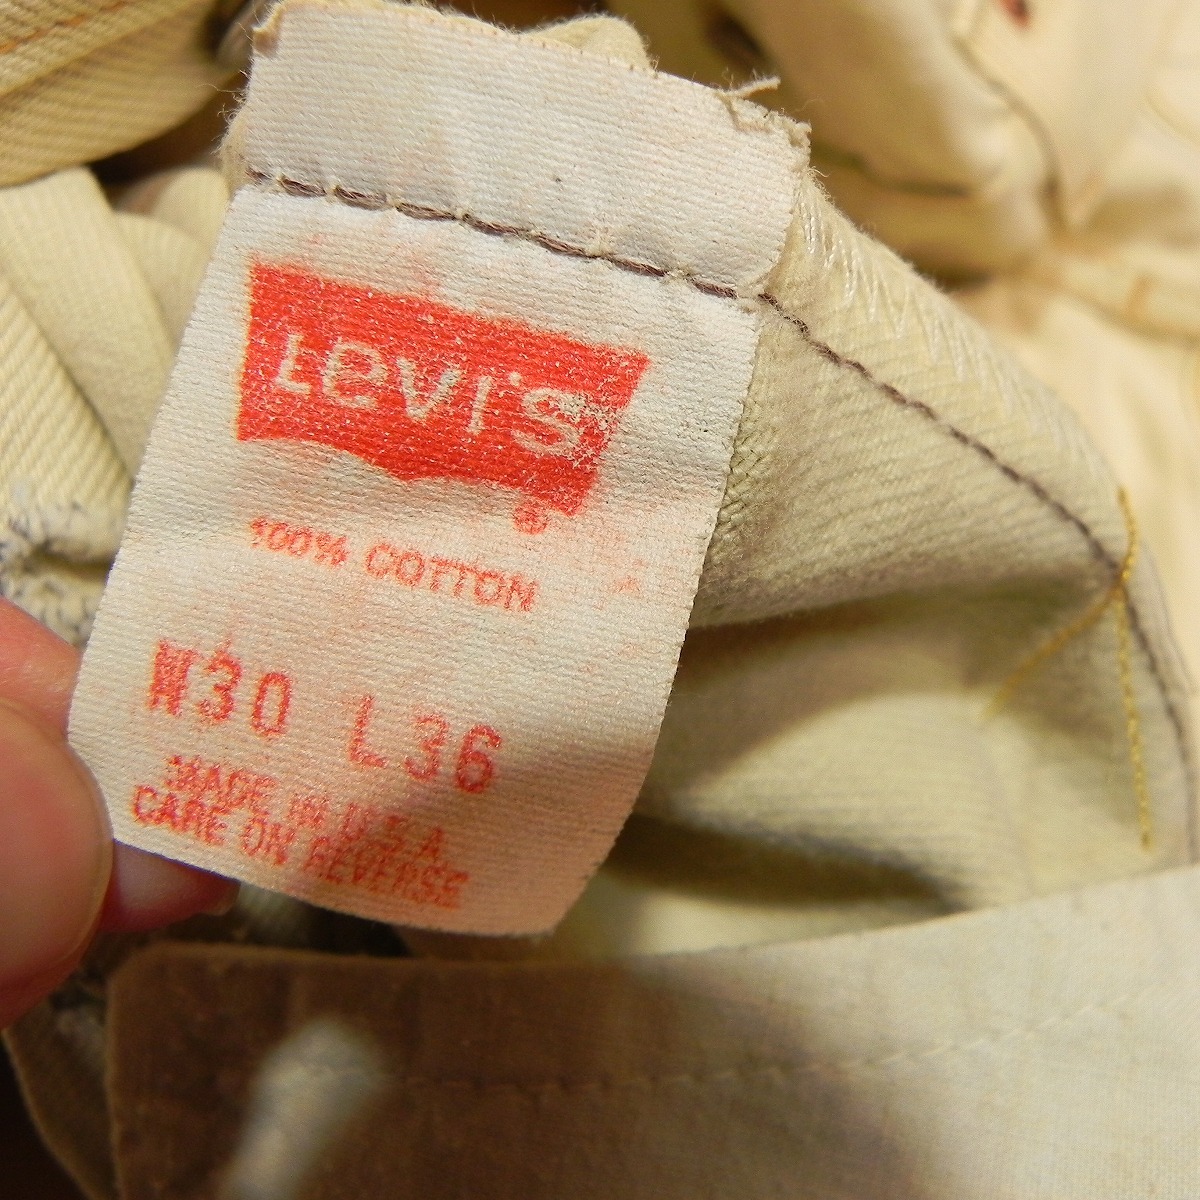 Levi's
®
100% COTTON
W30 L36
MADE IN U.S.A.
CARE ON REVERSE